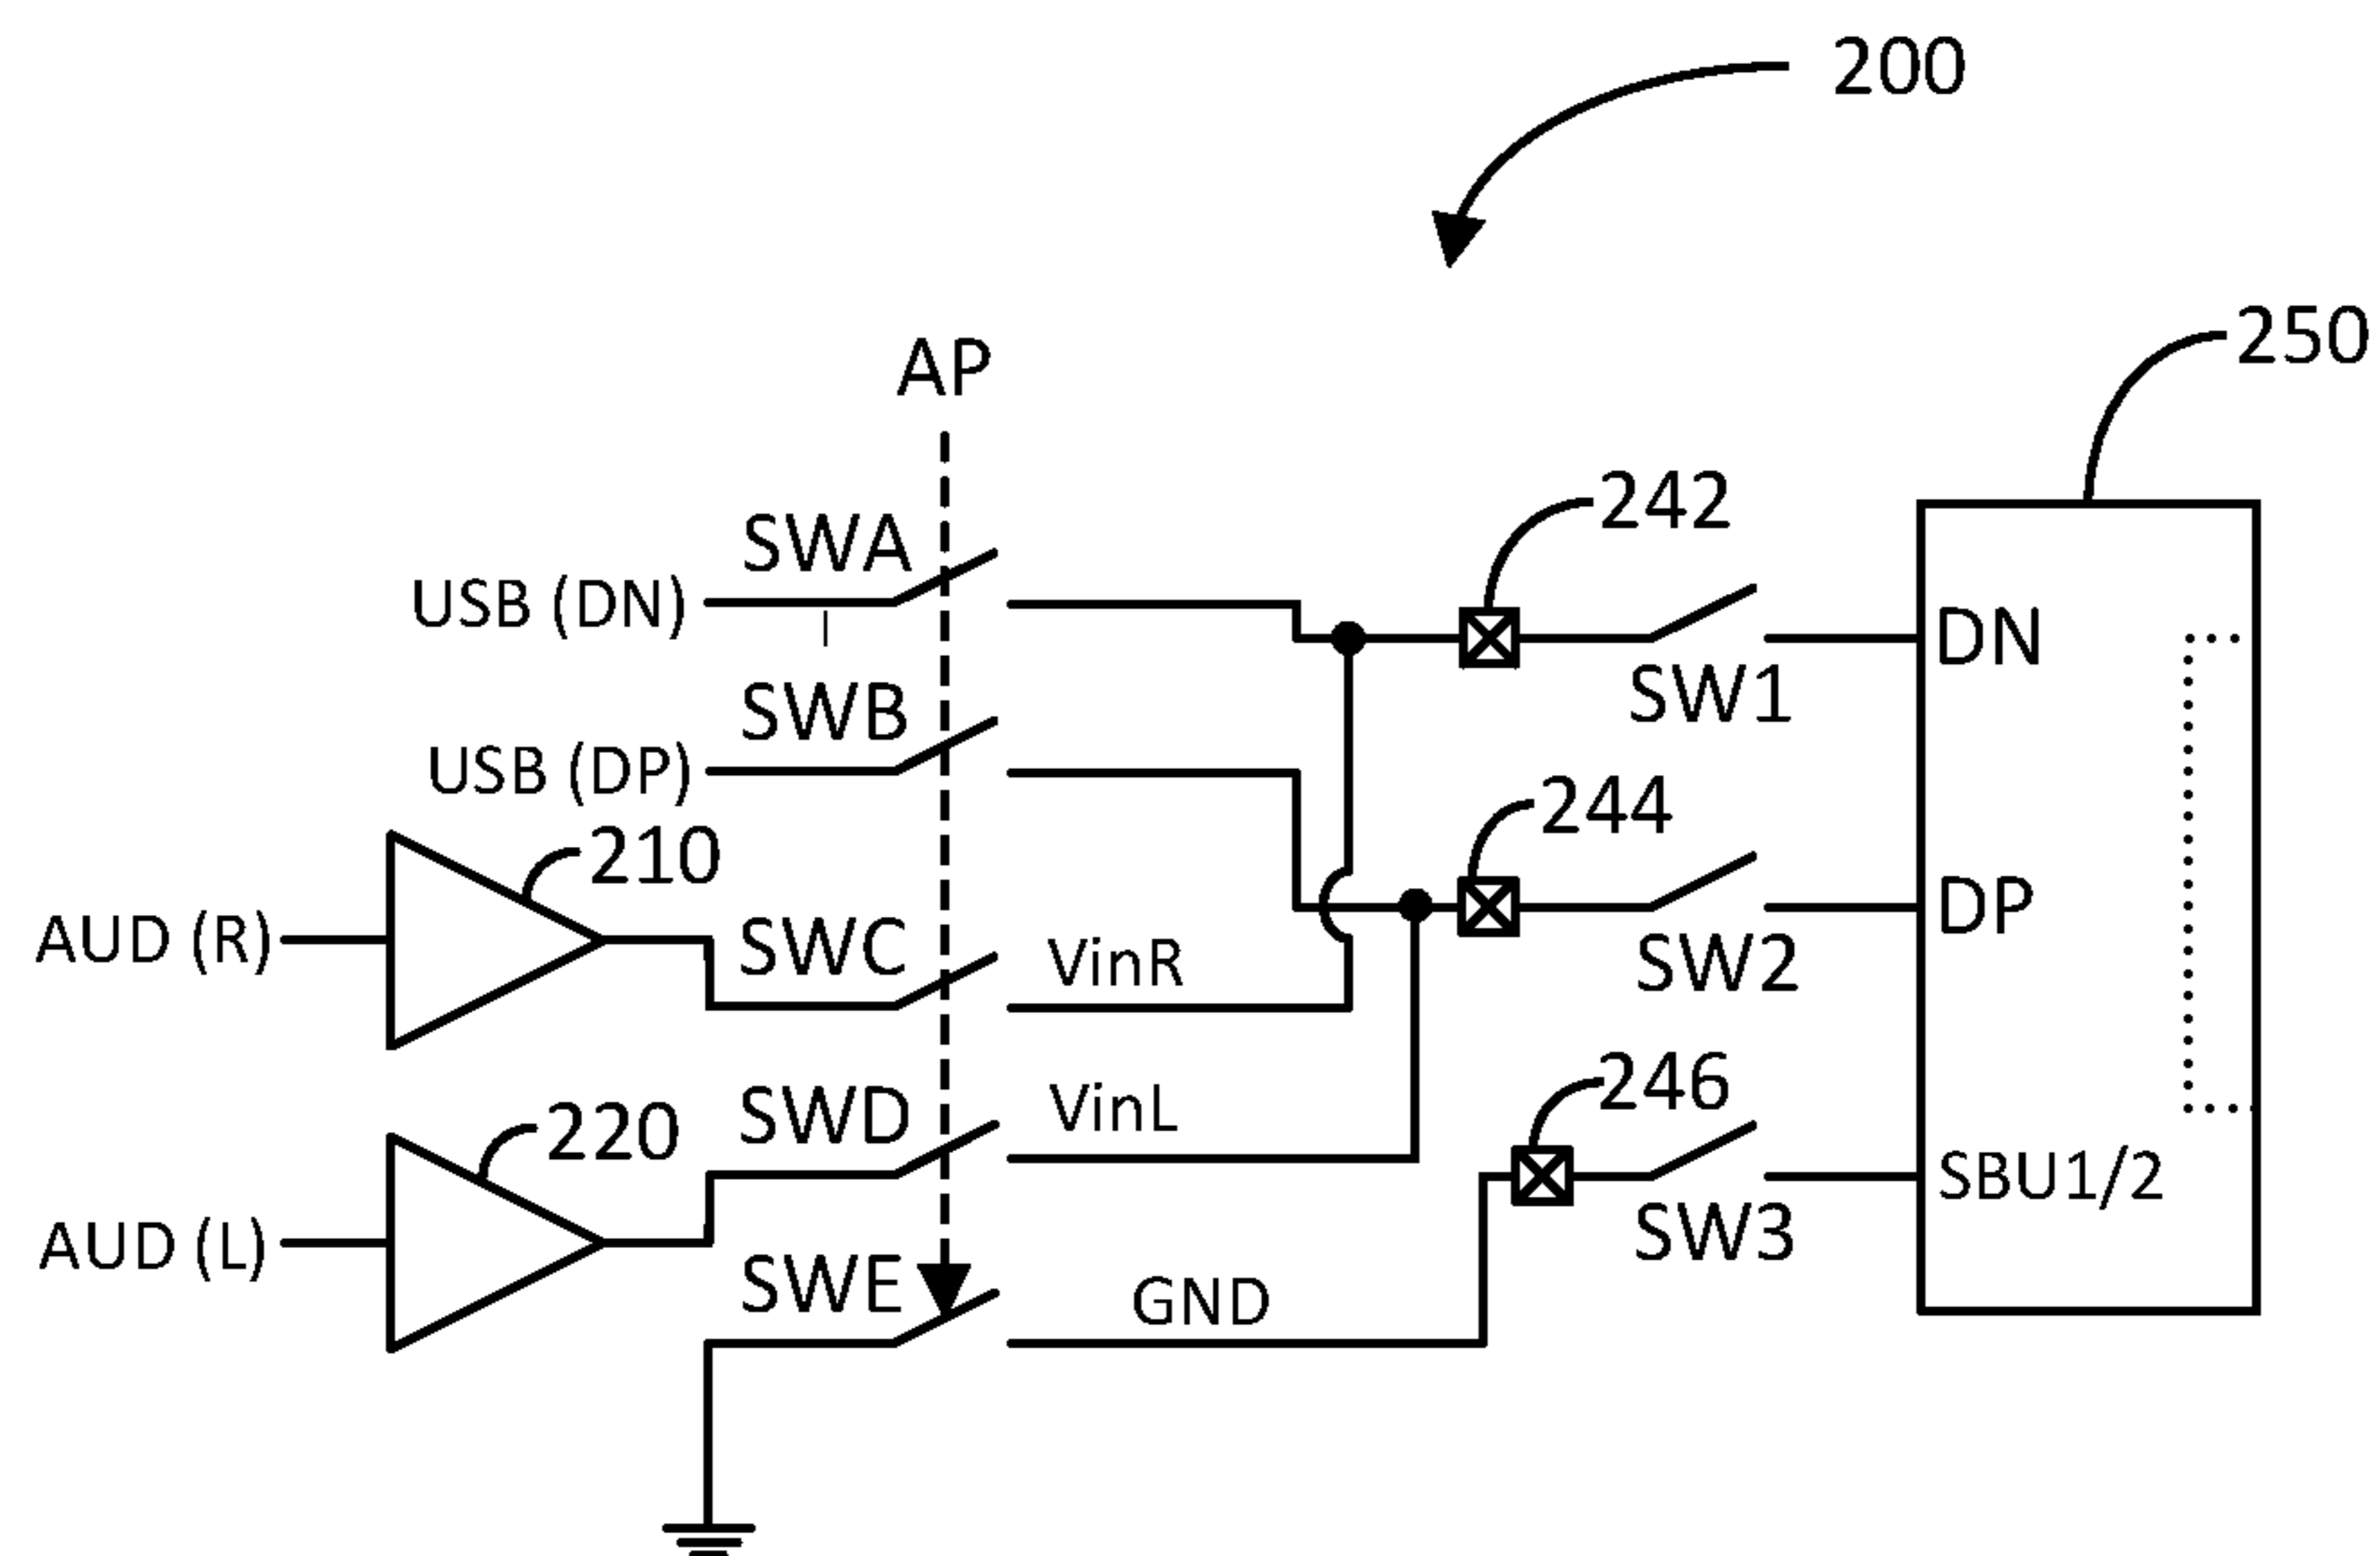 200
250
AP
242
SWA
USB (DN)
DN
SW1
SWB
USB (DP)
244
210
DP
AUD (R)
SWC
VinR
SW2
246
SWD
VinL
220
SBU1/2
AUD (L)
SW3
SWE
GND